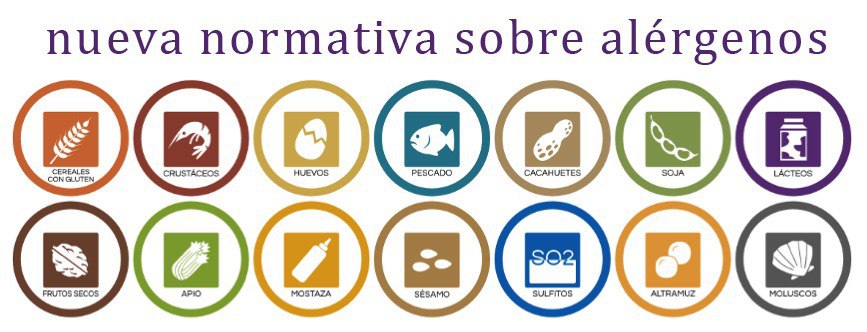 nueva normativa sobre alérgenos
CEREALES
CON GLUTEN
CRUSTÁCEOS
HUEVOS
PESCADO
CACAHUETES
SOJA
LÁCTEOS
FRUTOS SECOS
APIO
MOSTAZA
SÉSAMO
SO2
SULFITOS
ALTRAMUZ
MOLUSCOS